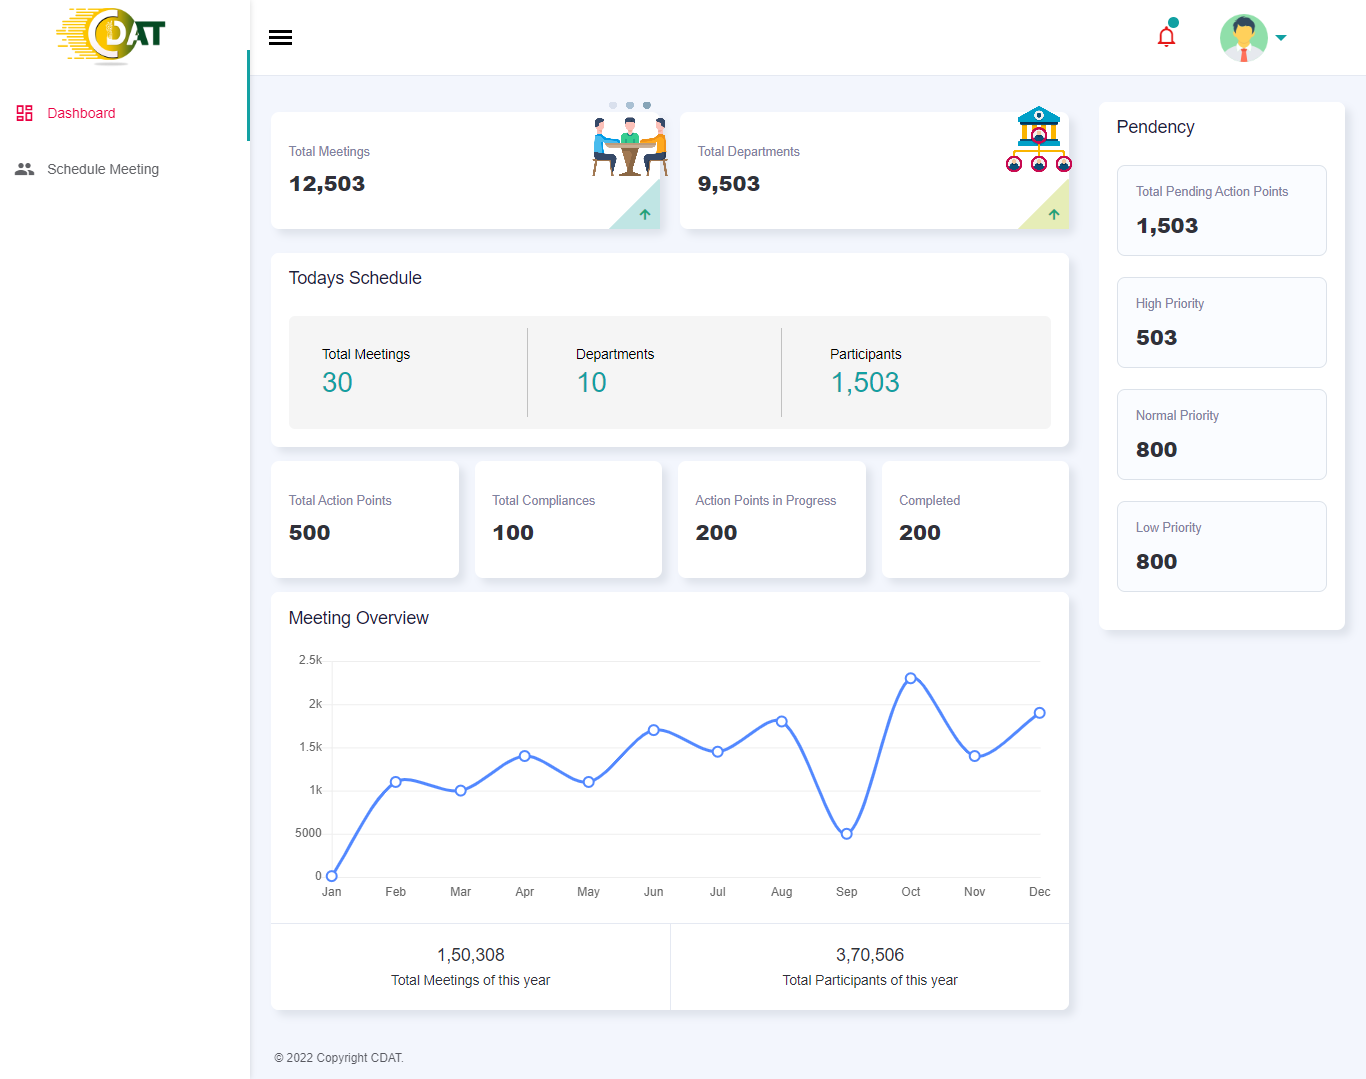 CDAT
Dashboard
Schedule Meeting
Total Meetings
12,503
Total Departments
9,503
Todays Schedule
Total Meetings
30
Departments
10
Participants
1,503
Total Action Points
500
Total Compliances
100
Action Points in Progress
200
Completed
200
Meeting Overview
2.5k
2k
1.5k
1k
5000
0
Jan Feb Mar Apr May Jun Jul Aug Sep Oct Nov Dec
1,50,308
Total Meetings of this year
3,70,506
Total Participants of this year
Pendency
Total Pending Action Points
1,503
High Priority
503
Normal Priority
800
Low Priority
800
© 2022 Copyright CDAT.